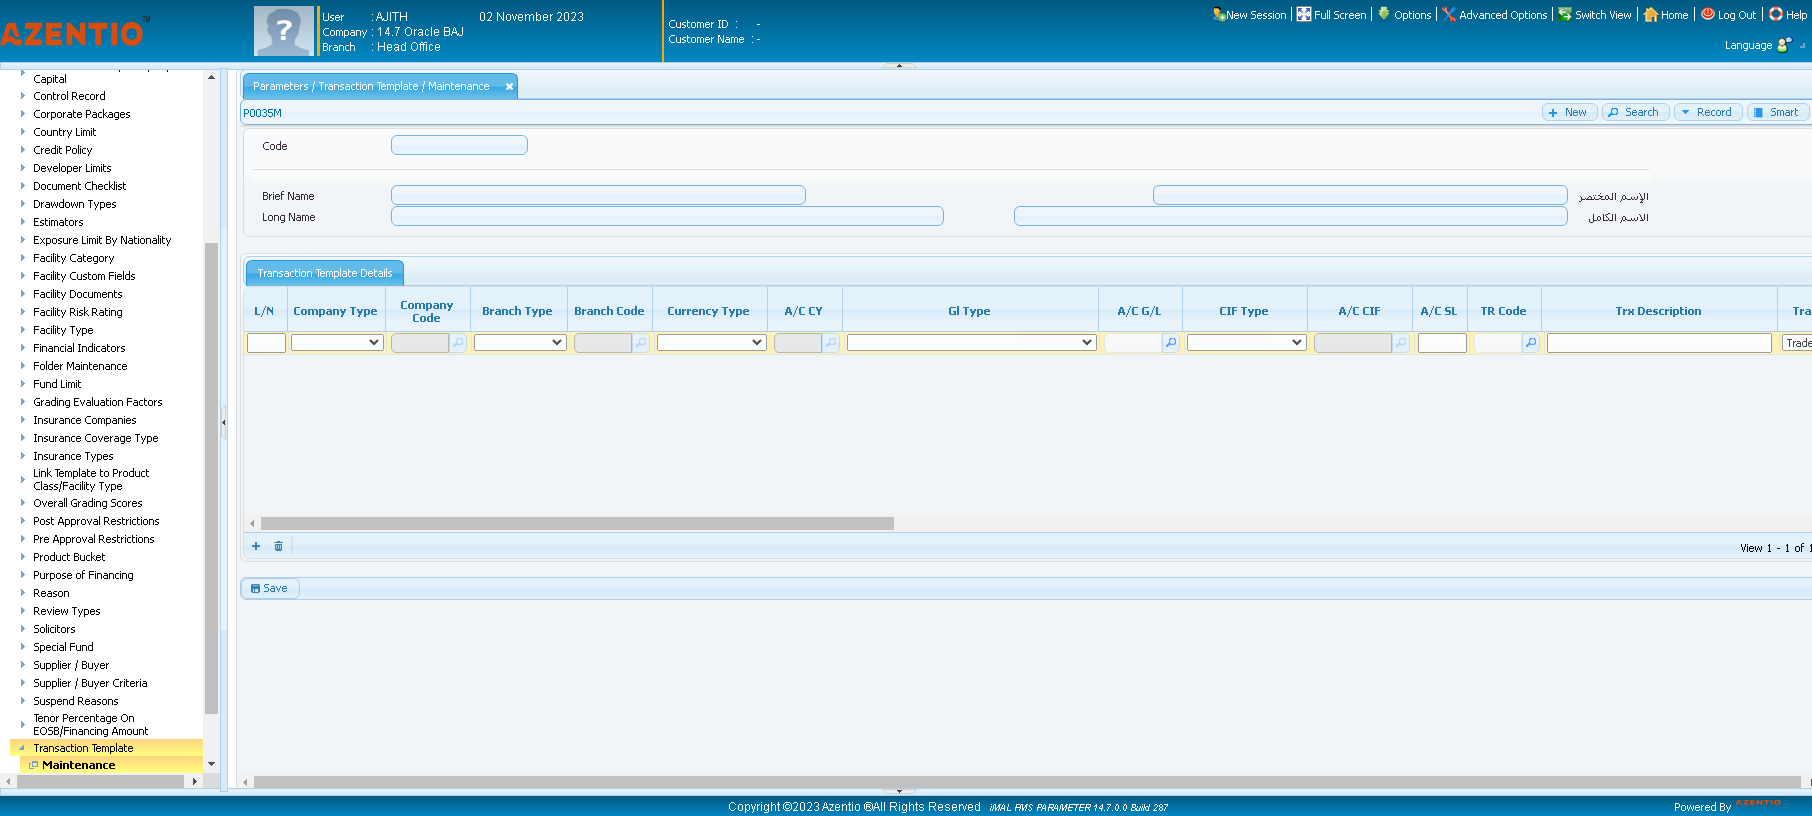 AZENTIO™
User : AJITH 02 November 2023
Company : 14.7 Oracle BAJ
Branch : Head Office
Customer ID : -
Customer Name : -
New Session Full Screen Options Advanced Options Switch View Home Log Out Help
Language
Capital
Control Record
Corporate Packages
Country Limit
Credit Policy
Developer Limits
Document Checklist
Drawdown Types
Estimators
Exposure Limit By Nationality
Facility Category
Facility Custom Fields
Facility Documents
Facility Risk Rating
Facility Type
Financial Indicators
Folder Maintenance
Fund Limit
Grading Evaluation Factors
Insurance Companies
Insurance Coverage Type
Insurance Types
Link Template to Product
Class/Facility Type
Overall Grading Scores
Post Approval Restrictions
Pre Approval Restrictions
Product Bucket
Purpose of Financing
Reason
Review Types
Solicitors
Special Fund
Supplier / Buyer
Supplier / Buyer Criteria
Suspend Reasons
Tenor Percentage On
EOSB/Financing Amount
Transaction Template
Maintenance
Parameters / Transaction Template / Maintenance
P0035M
New Search Record Smart
Code
Brief Name الإسم المختصر
Long Name الاسم الكامل
Transaction Template Details
L/N Company Type Company Code Branch Type Branch Code Currency Type A/C CY Gl Type A/C G/L CIF Type A/C CIF A/C SL TR Code Trx Description Tra
Trade
View 1 - 1 of 1
Save
Copyright ©2023 Azentio ®All Rights Reserved iMAL PMS PARAMETER 14.7.0.0 Build 287
Powered By AZENTIO